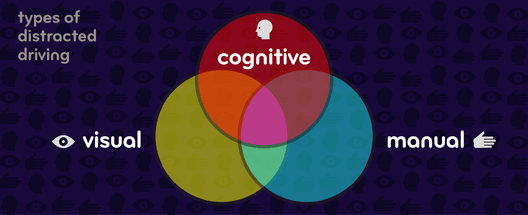 types of
distracted
driving
cognitive
visual
manual